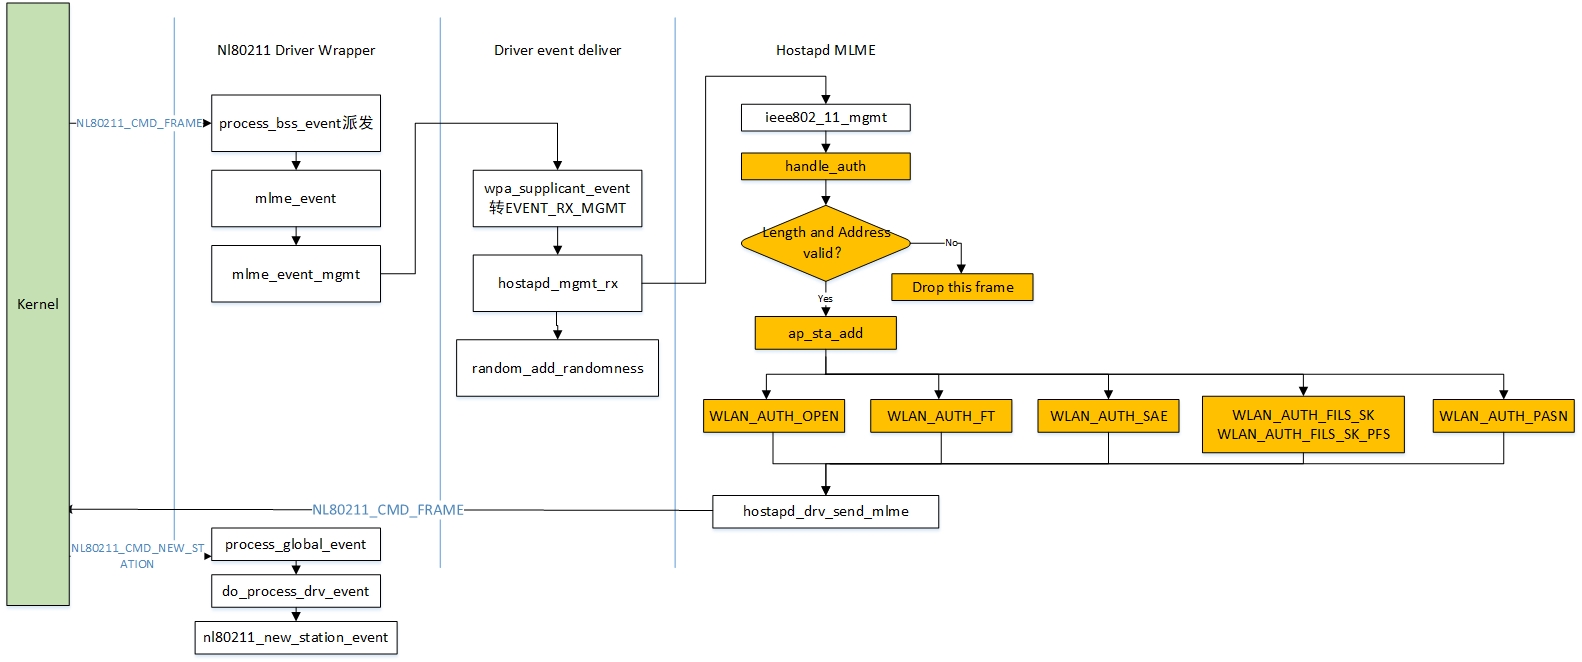 Nl80211 Driver Wrapper
Driver event deliver
Hostapd MLME
Kernel
NL80211_CMD_FRAME
process_bss_event派发
mlme_event
mlme_event_mgmt
wpa_supplicant_event
转EVENT_RX_MGMT
hostapd_mgmt_rx
random_add_randomness
ieee802_11_mgmt
handle_auth
Length and Address
valid？
No
Drop this frame
Yes
ap_sta_add
WLAN_AUTH_OPEN
WLAN_AUTH_FT
WLAN_AUTH_SAE
WLAN_AUTH_FILS_SK
WLAN_AUTH_FILS_SK_PFS
WLAN_AUTH_PASN
hostapd_drv_send_mlme
NL80211_CMD_FRAME
NL80211_CMD_NEW_ST
ATION
process_global_event
do_process_drv_event
nl80211_new_station_event